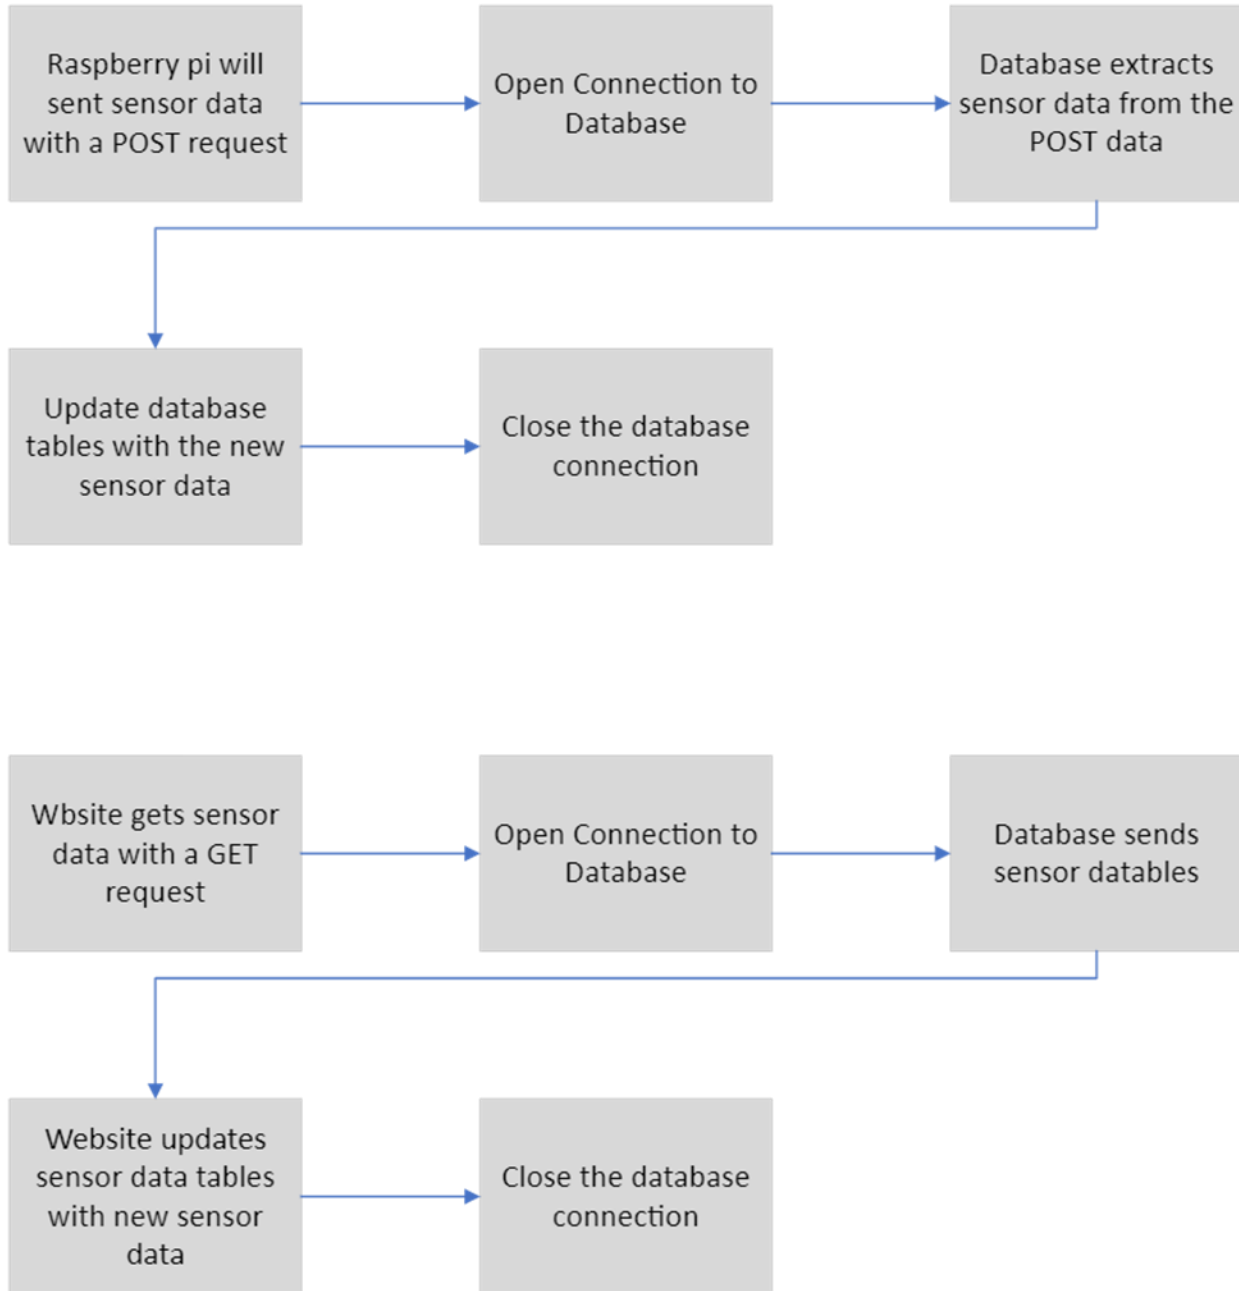 Raspberry pi will
sent sensor data
with a POST request
Open Connection to
Database
Database extracts
sensor data from the
POST data
Update database
tables with the new
sensor data
Close the database
connection
Wbsite gets sensor
data with a GET
request
Open Connection to
Database
Database sends
sensor datables
Website updates
sensor data tables
with new sensor
data
Close the database
connection